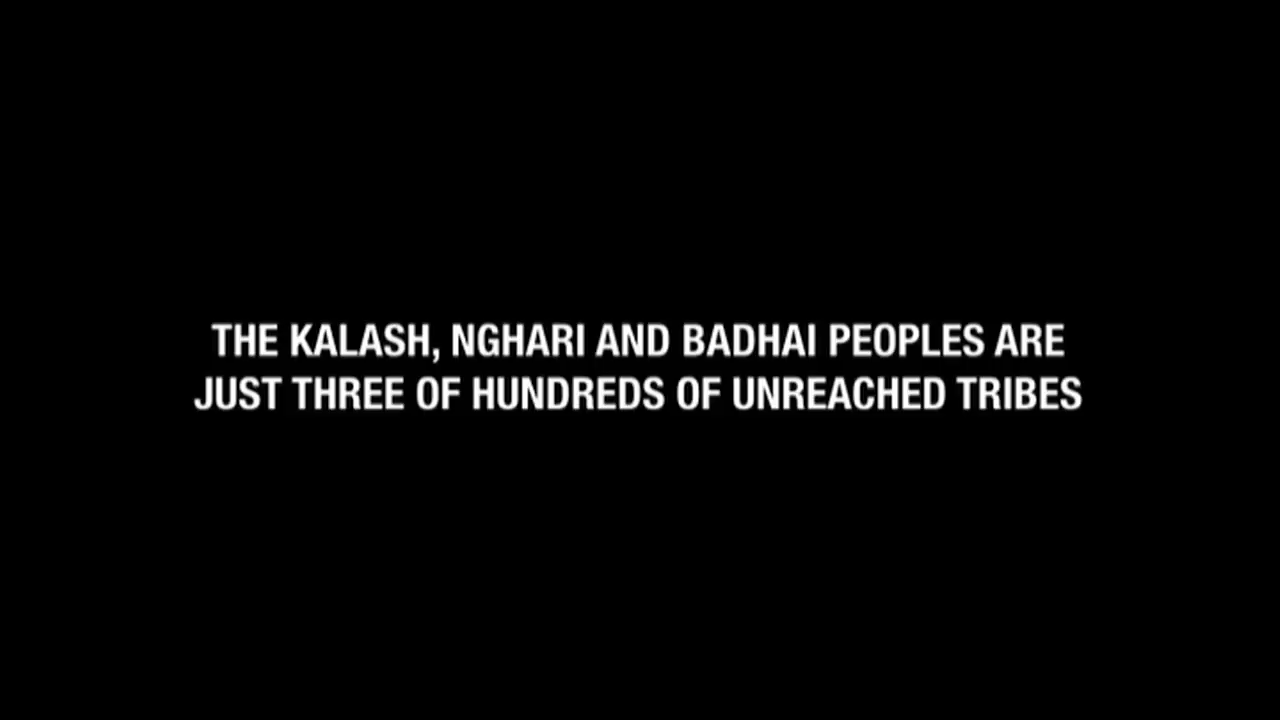 THE KALASH, NGHARI AND BADHAI PEOPLES ARE
JUST THREE OF HUNDREDS OF UNREACHED TRIBES